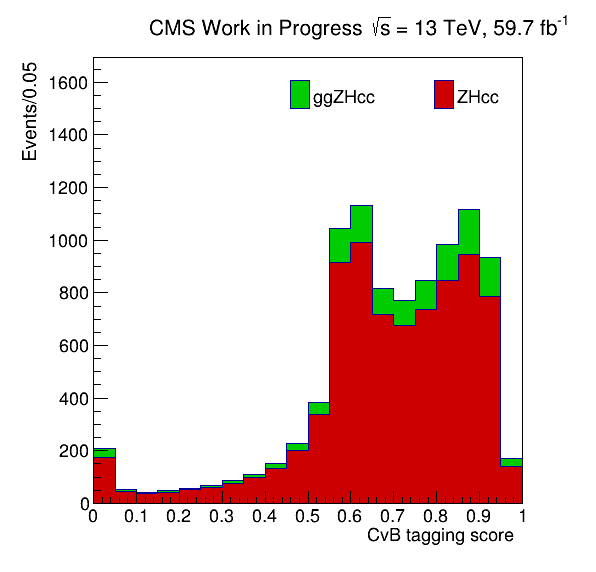 CMS Work in Progress √s = 13 TeV, 59.7 fb⁻¹
Events/0.05
1600
1400
1200
1000
800
600
400
200
0
ggZHcc ZHcc
0 0.1 0.2 0.3 0.4 0.5 0.6 0.7 0.8 0.9 1
CvB tagging score